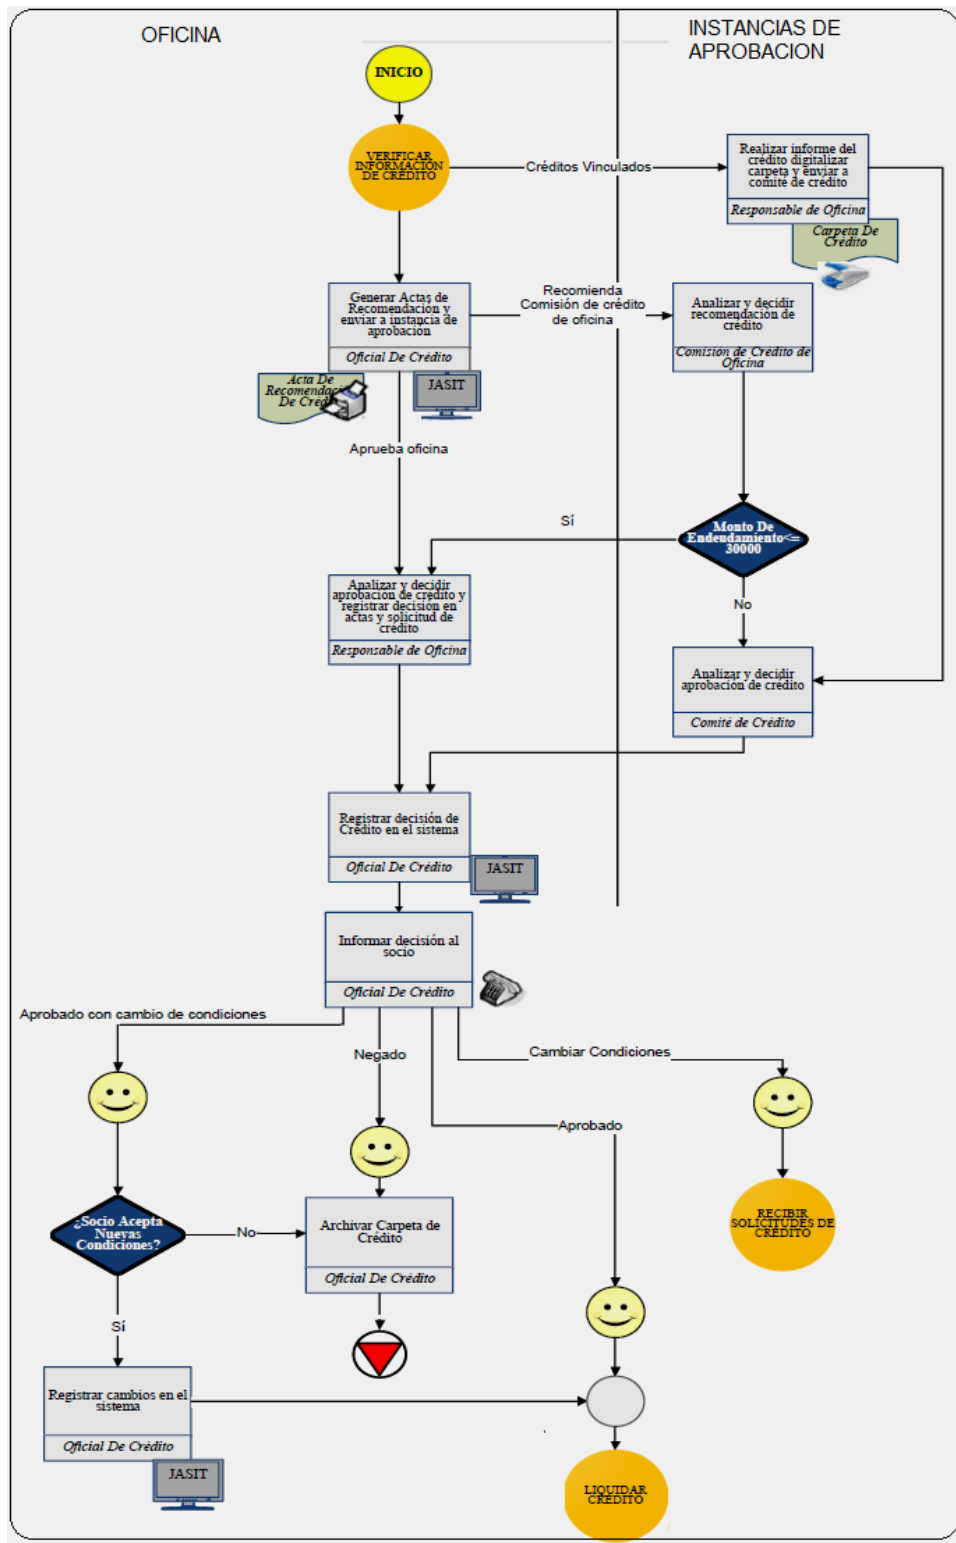 OFICINA
INSTANCIAS DE
APROBACION
INICIO
VERIFICAR
INFORMACIÓN
DE CRÉDITO
Créditos Vinculados
Realizar informe del
crédito digitalizar
carpeta y enviar a
comité de crédito
Responsable de Oficina
Carpeta De
Crédito
Generar Actas de
Recomendación y
enviar a instancia de
aprobación
Oficial De Crédito
Recomienda
Comisión de crédito
de oficina
Analizar y decidir
recomendación de
crédito
Comisión de Crédito de
Oficina
Acta De
Recomendación
De Crédito
JASIT
Aprueba oficina
Sí
Monto De
Endeudamiento<=
30000
No
Analizar y decidir
aprobación de crédito y
registrar decisión en
actas y solicitud de
crédito
Responsable de Oficina
Analizar y decidir
aprobación de crédito
Comité de Crédito
Registrar decisión de
Crédito en el sistema
Oficial De Crédito
JASIT
Informar decisión al
socio
Oficial De Crédito
Aprobado con cambio de condiciones
Negado
Cambiar Condiciones
Aprobado
¿Socio Acepta
Nuevas
Condiciones?
No
Archivar Carpeta de
Crédito
Oficial De Crédito
RECIBIR
SOLICITUDES DE
CRÉDITO
Sí
Registrar cambios en el
sistema
Oficial De Crédito
JASIT
LIQUIDAR
CRÉDITO